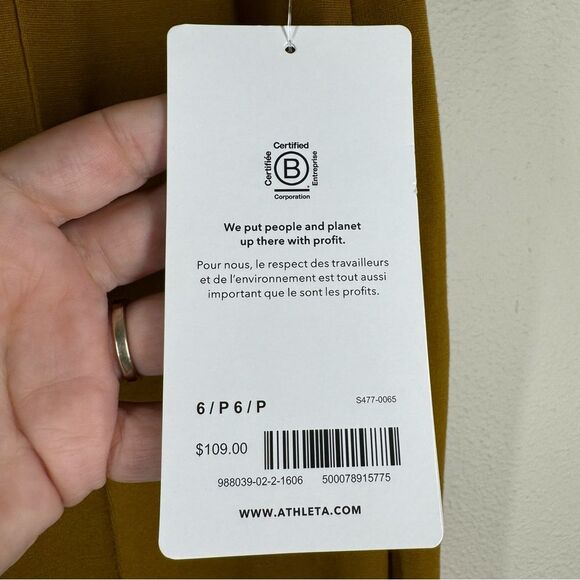 Certified
Certifiée
B
Entreprise
Corporation
We put people and planet
up there with profit.
Pour nous, le respect des travailleurs
et de l'environnement est tout aussi
important que le sont les profits.
6 / P 6 / P
S477-0065
$109.00
988039-02-2-1606 500078915775
WWW.ATHLETA.COM